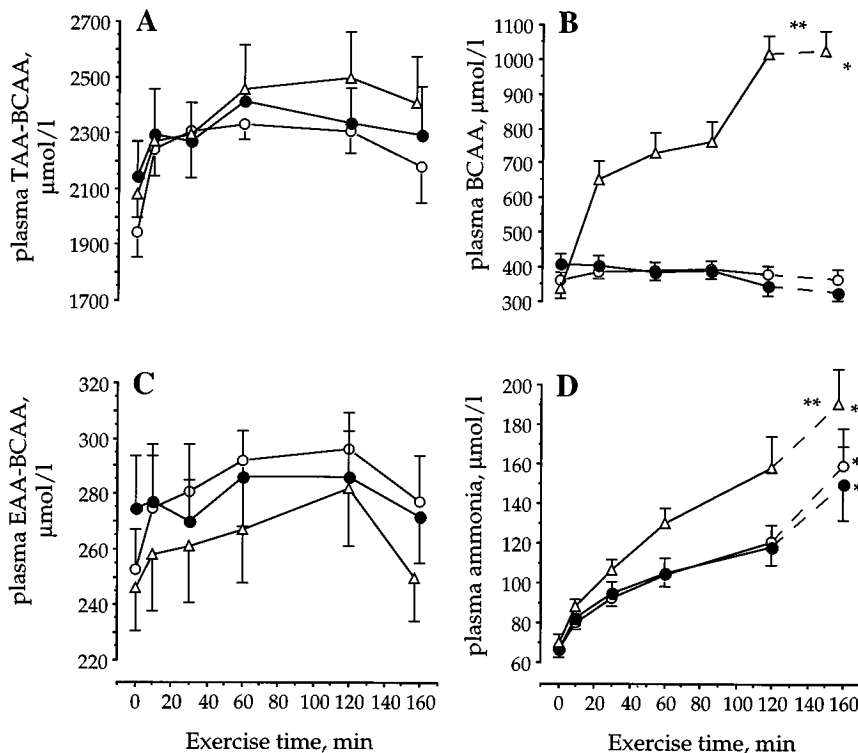 A
plasma TAA-BCAA,
μmol/l
2700
2500
2300
2100
1900
1700
B
plasma BCAA, μmol/l
1100
1000
900
800
700
600
500
400
300
**
*
C
plasma EAA-BCAA,
μmol/l
320
300
280
260
240
220
0 20 40 60 80 100 120 140 160
Exercise time, min
D
plasma ammonia, μmol/l
200
180
160
140
120
100
80
60
**
*
*
*
0 20 40 60 80 100 120 140 160
Exercise time, min